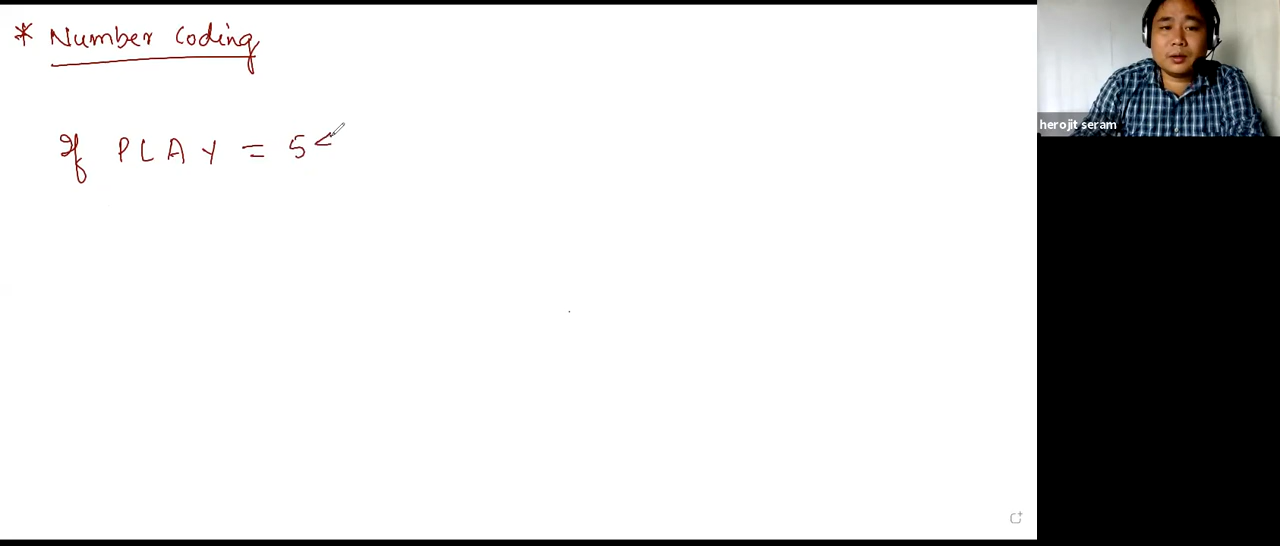 * Number Coding
herojit seram
If PLAY = 5